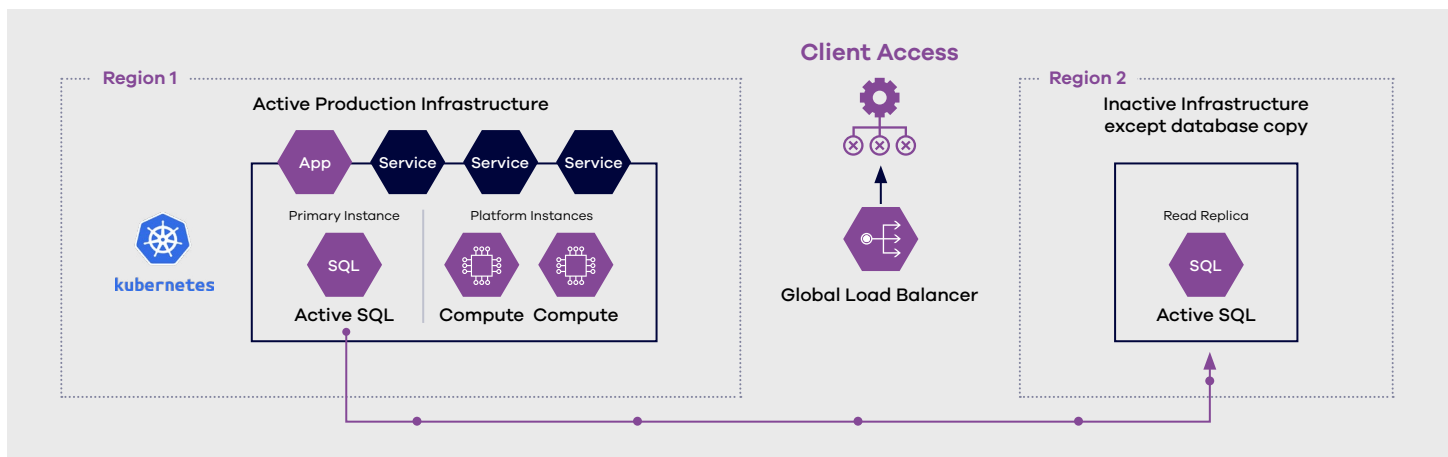 Client Access
Region 1
Region 2
Active Production Infrastructure
Inactive Infrastructure
except database copy
App
Service
Service
Service
Primary Instance
Platform Instances
Read Replica
kubernetes
SQL
SQL
Active SQL
Compute
Compute
Global Load Balancer
Active SQL